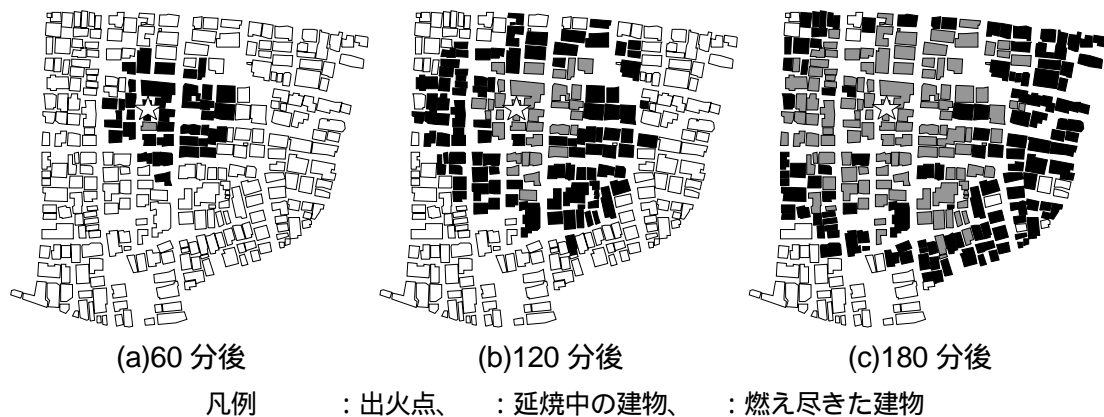 (a)60 分後
(b)120 分後
(c)180 分後
凡例 :出火点、 :延焼中の建物、 :燃え尽きた建物